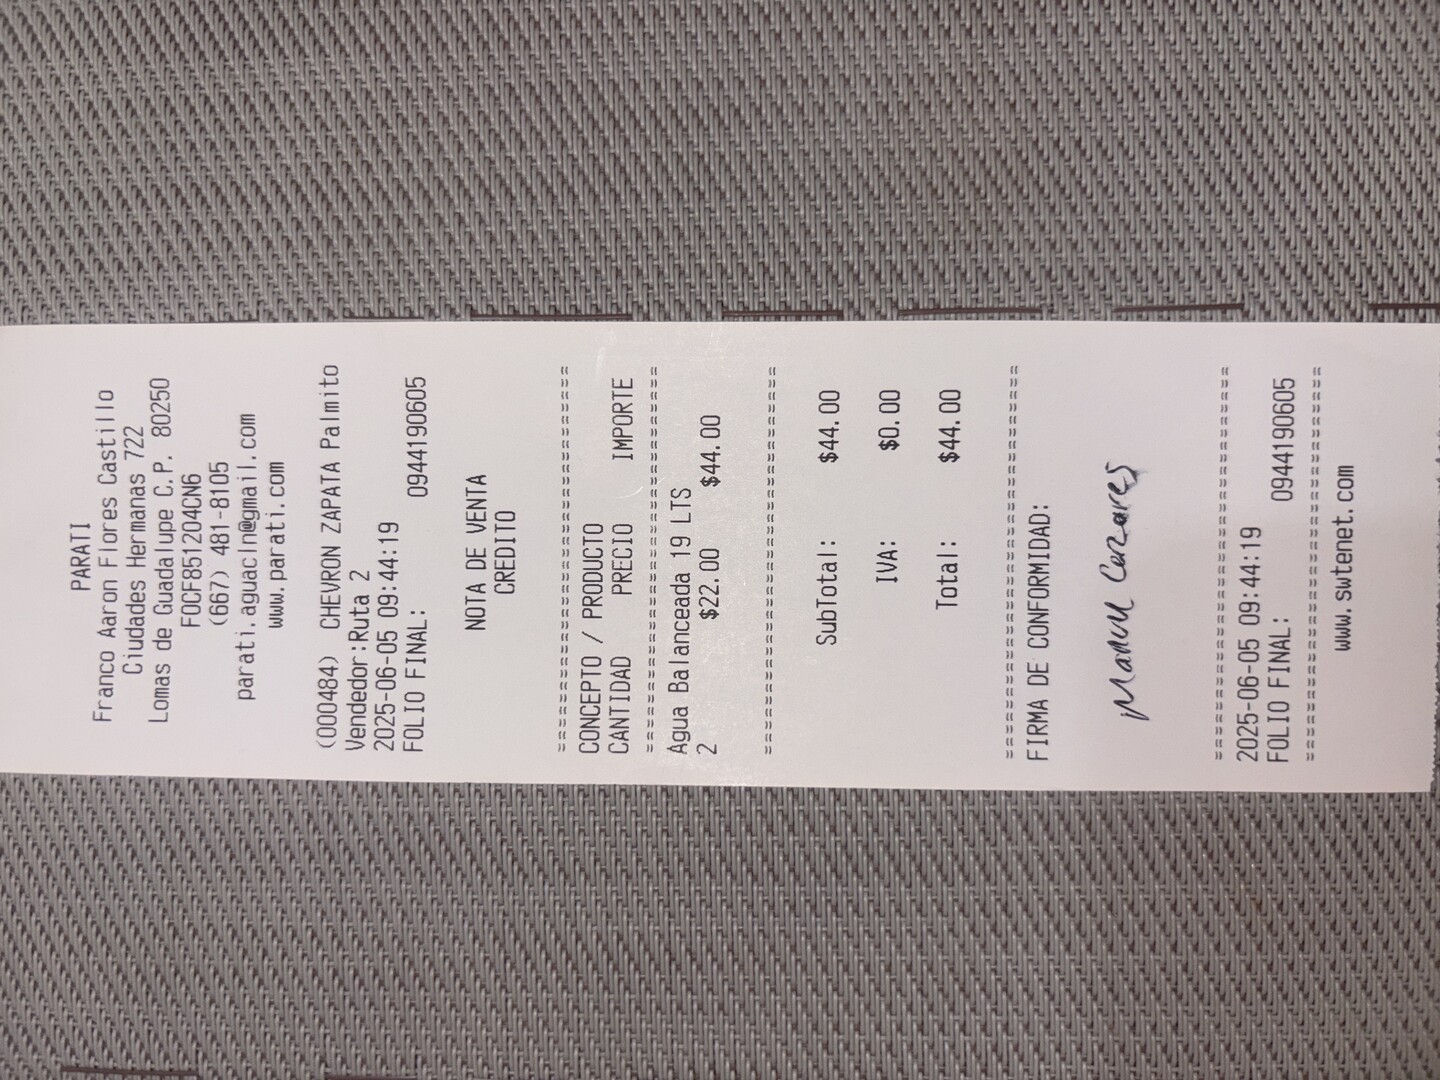 PARATI
Franco Aaron Flores Castillo
Ciudades Hermanas 722
Lomas de Guadalupe C.P. 80250
FOCF851204CN6
(667) 481-8105
parati.aguacln@gmail.com
www.parati.com
(000484) CHEVRON ZAPATA Palmito
Vendedor:Ruta 2
2025-06-05 09:44:19
FOLIO FINAL: 0944190605
NOTA DE VENTA
CREDITO
================================
CONCEPTO / PRODUCTO
CANTIDAD PRECIO IMPORTE
================================
Agua Balanceada 19 LTS
2 $22.00 $44.00
================================
SubTotal: $44.00
IVA: $0.00
Total: $44.00
================================
FIRMA DE CONFORMIDAD:
Manuel Cazares
================================
2025-06-05 09:44:19
FOLIO FINAL: 0944190605
================================
www.swtenet.com